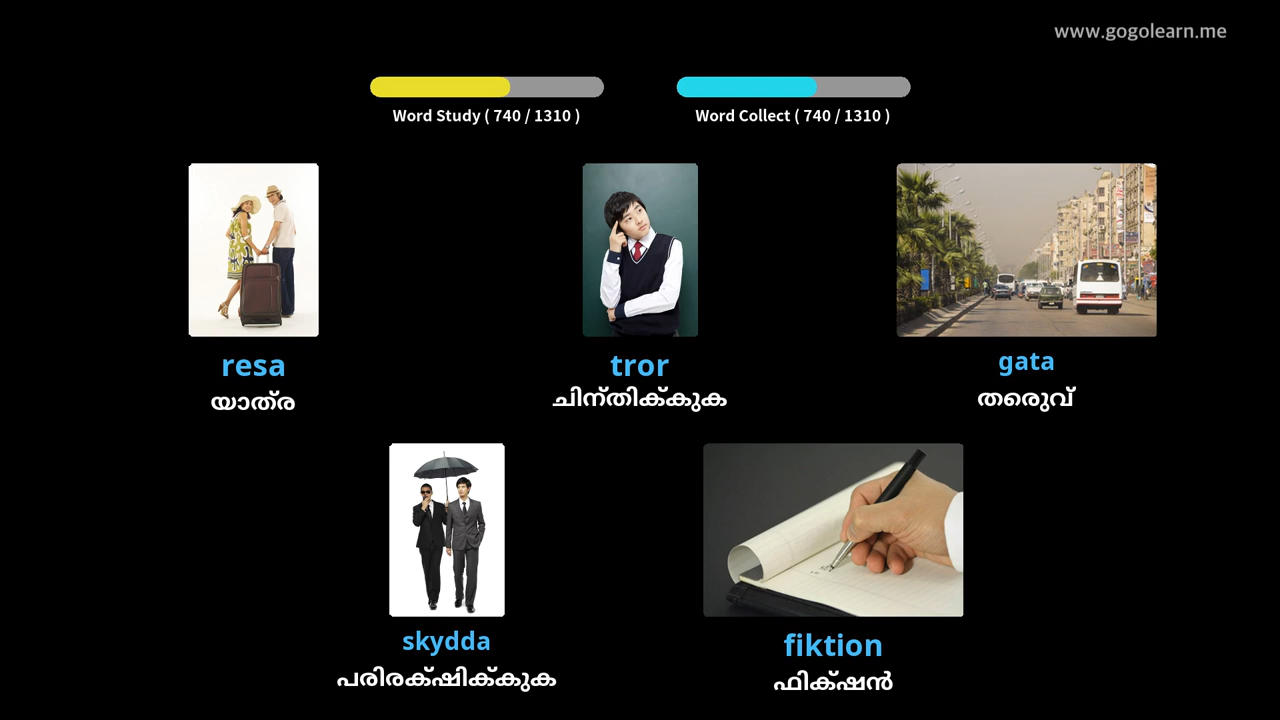 www.gogolearn.me
Word Study ( 740 / 1310 )
Word Collect ( 740 / 1310 )
resa
യാത്ര
tror
ചിന്തിക്കുക
gata
തരെുവ്
skydda
പരിരക്ഷിക്കുക
fiktion
ഫിക്ഷൻ